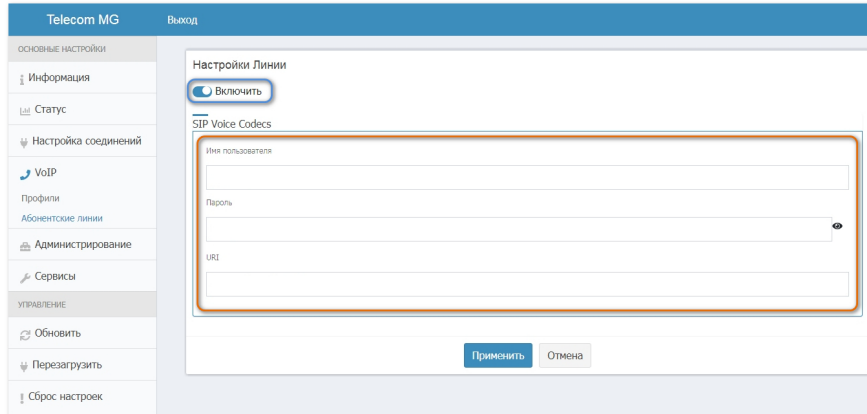 Telecom MG
Выход
ОСНОВНЫЕ НАСТРОЙКИ
Информация
Статус
Настройка соединений
VoIP
Профили
Абонентские линии
Администрирование
Сервисы
УПРАВЛЕНИЕ
Обновить
Перезагрузить
Сброс настроек
Настройки Линии
Включить
SIP Voice Codecs
Имя пользователя
Пароль
URI
Применить
Отмена